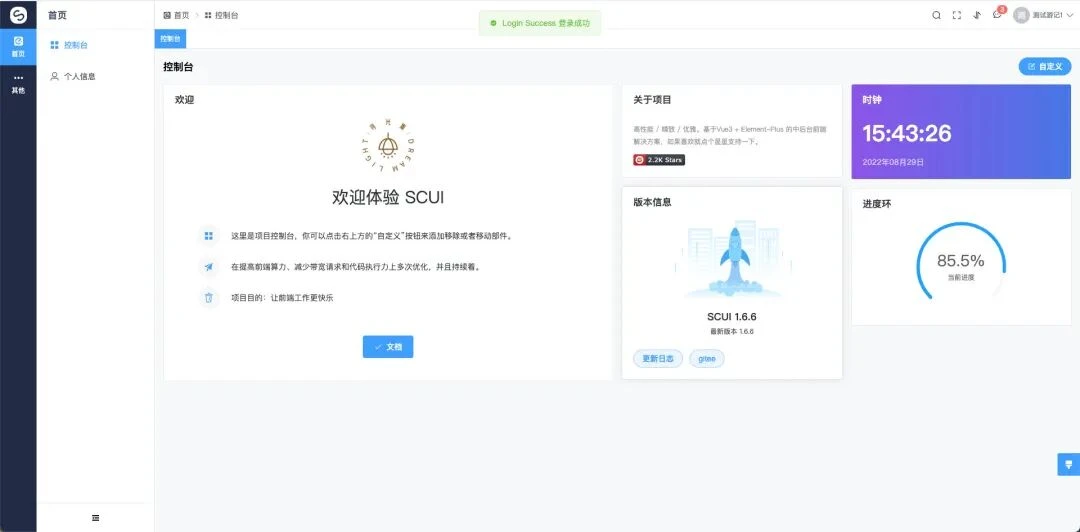 首页
首页 > 控制台
Login Success 登录成功
3
测
测试游记1
首页
其他
控制台
个人信息
控制台
控制台
自定义
欢迎
月光曲 · DREAM LIGHT
欢迎体验 SCUI
这里是项目控制台，你可以点击右上方的“自定义”按钮来添加移除或者移动部件。
在提高前端算力、减少带宽请求和代码执行力上多次优化，并且持续着。
项目目的：让前端工作更快乐
文档
关于项目
高性能 / 精致 / 优雅。基于Vue3 + Element-Plus 的中后台前端
解决方案，如果喜欢就点个星星支持一下。
2.2K Stars
版本信息
SCUI 1.6.6
最新版本 1.6.6
更新日志
gitee
时钟
15:43:26
2022年08月29日
进度环
85.5%
当前进度